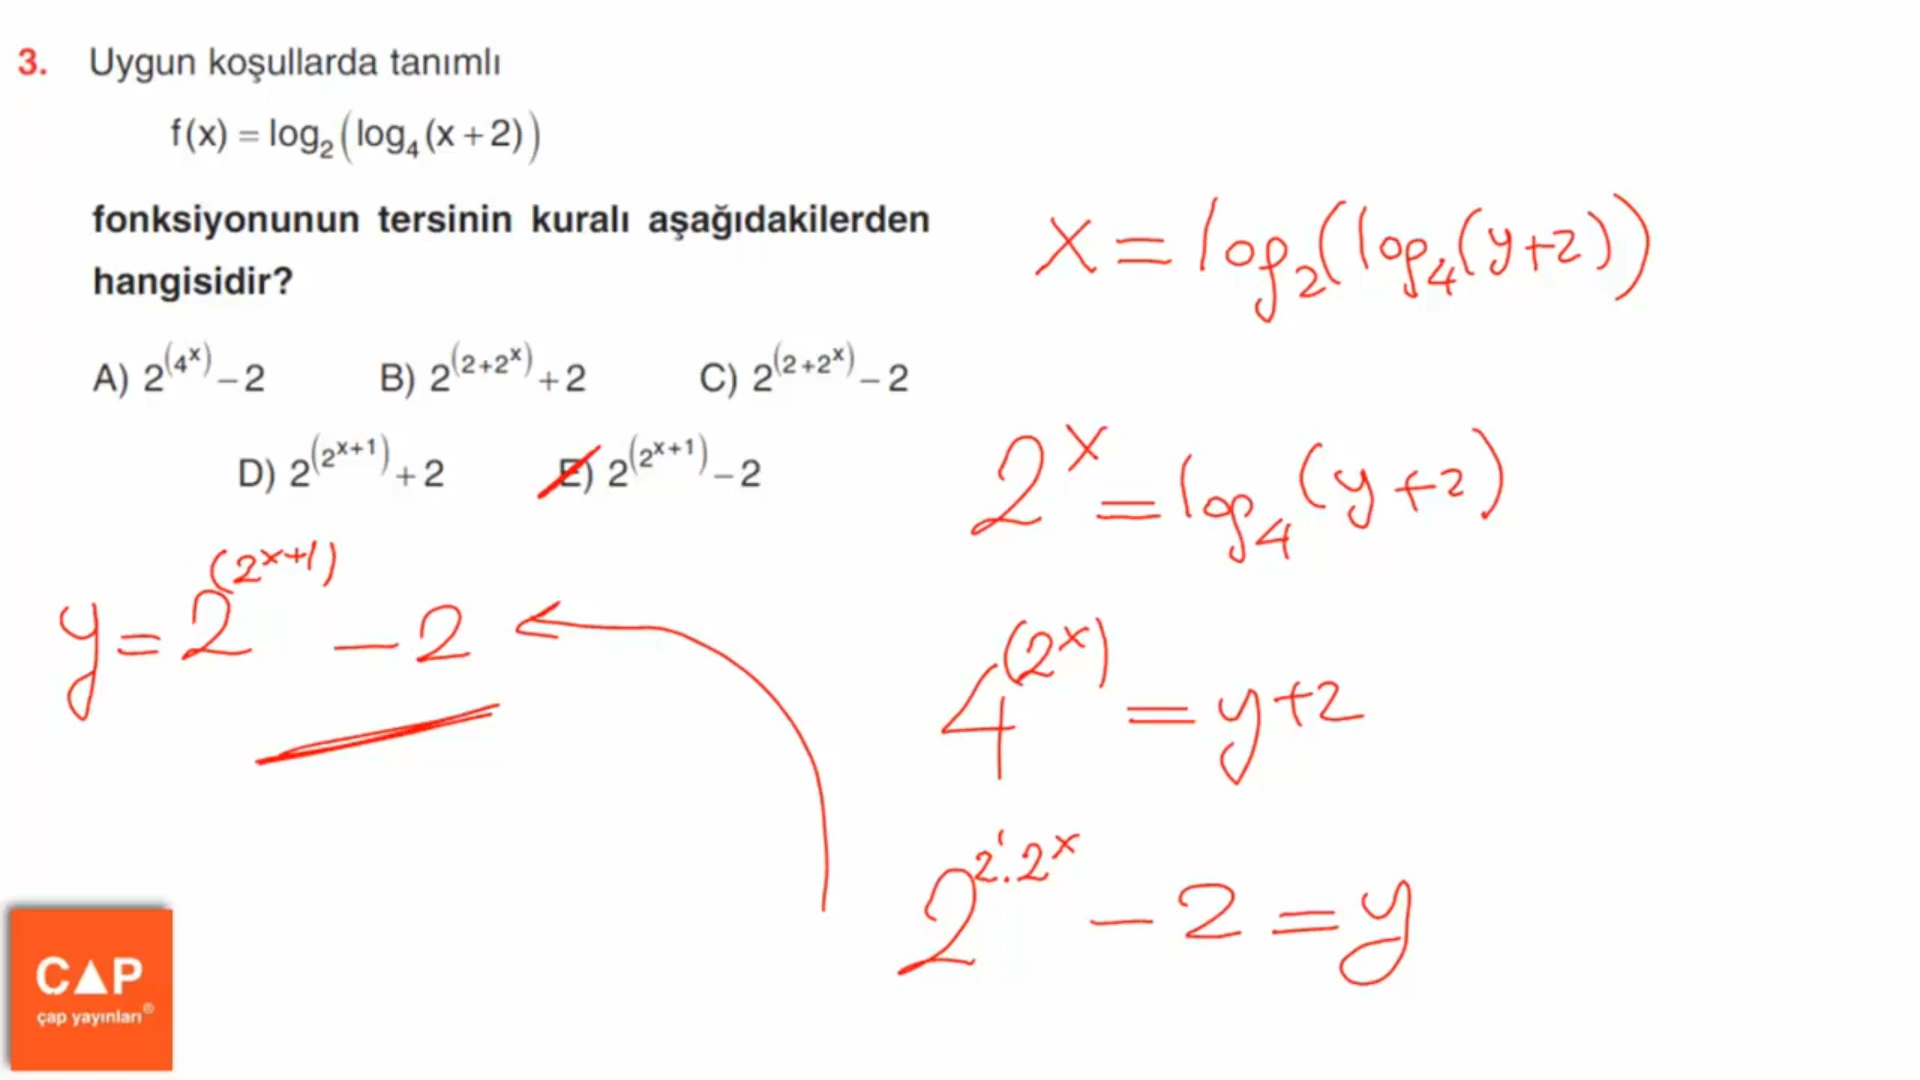 3. Uygun koşullarda tanımlı
f(x) = log₂(log₄(x + 2))
fonksiyonunun tersinin kuralı aşağıdakilerden
hangisidir?
A) 2^(4^x) – 2 B) 2^(2+2^x) + 2 C) 2^(2+2^x) – 2
D) 2^(2^x+1) + 2 E) 2^(2^x+1) – 2
y = 2^(2^x+1) – 2
x = log₂(log₄(y+2))
2^x = log₄(y+2)
4^(2^x) = y+2
2^(2¹·2^x) – 2 = y
CAP
çap yayınları®